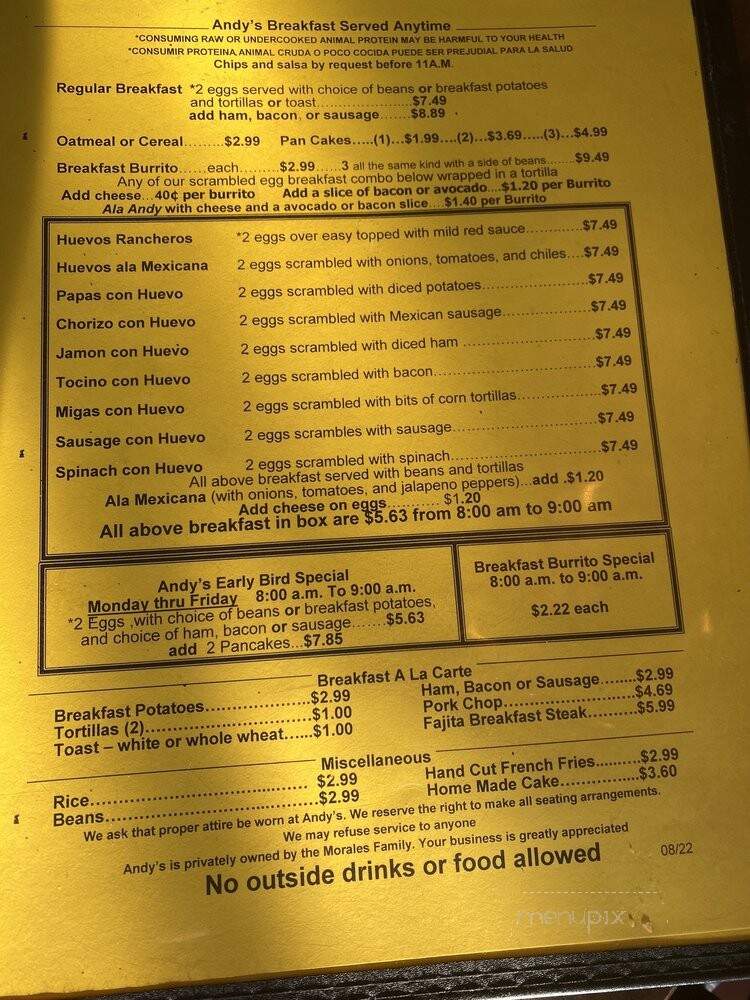 Andy's Breakfast Served Anytime
*CONSUMING RAW OR UNDERCOOKED ANIMAL PROTEIN MAY BE HARMFUL TO YOUR HEALTH
*CONSUMIR PROTEINA ANIMAL CRUDA O POCO COCIDA PUEDE SER PREJUDIAL PARA LA SALUD
Chips and salsa by request before 11A.M.
Regular Breakfast *2 eggs served with choice of beans or breakfast potatoes
and tortillas or toast....................$7.49
add ham, bacon, or sausage.......$8.89
Oatmeal or Cereal........$2.99 Pan Cakes.....(1)...$1.99....(2)...$3.69.....(3)...$4.99
Breakfast Burrito......each.........$2.99......3 all the same kind with a side of beans......$9.49
Any of our scrambled egg breakfast combo below wrapped in a tortilla
Add cheese...40¢ per burrito Add a slice of bacon or avocado....$1.20 per Burrito
Ala Andy with cheese and a avocado or bacon slice....$1.40 per Burrito
Huevos Rancheros *2 eggs over easy topped with mild red sauce.............$7.49
Huevos ala Mexicana 2 eggs scrambled with onions, tomatoes, and chiles....$7.49
Papas con Huevo 2 eggs scrambled with diced potatoes.........................$7.49
Chorizo con Huevo 2 eggs scrambled with Mexican sausage.....................$7.49
Jamon con Huevo 2 eggs scrambled with diced ham ..............................$7.49
Tocino con Huevo 2 eggs scrambled with bacon......................................$7.49
Migas con Huevo 2 eggs scrambled with bits of corn tortillas....................$7.49
Sausage con Huevo 2 eggs scrambles with sausage..................................$7.49
Spinach con Huevo 2 eggs scrambled with spinach...................................$7.49
All above breakfast served with beans and tortillas
Ala Mexicana (with onions, tomatoes, and jalapeno peppers)...add .$1.20
Add cheese on eggs........... $1.20
All above breakfast in box are $5.63 from 8:00 am to 9:00 am
Andy's Early Bird Special
Monday thru Friday 8:00 a.m. To 9:00 a.m.
*2 Eggs ,with choice of beans or breakfast potatoes,
and choice of ham, bacon or sausage.......$5.63
add 2 Pancakes...$7.85
Breakfast Burrito Special
8:00 a.m. to 9:00 a.m.
$2.22 each
Breakfast A La Carte
Breakfast Potatoes....................$2.99
Tortillas (2)................................$1.00
Toast – white or whole wheat......$1.00
Ham, Bacon or Sausage........$2.99
Pork Chop.........................$4.69
Fajita Breakfast Steak..........$5.99
Miscellaneous
Rice............................................ $2.99
Beans..........................................$2.99
Hand Cut French Fries..........$2.99
Home Made Cake................$3.60
We ask that proper attire be worn at Andy's. We reserve the right to make all seating arrangements.
We may refuse service to anyone
Andy's is privately owned by the Morales Family. Your business is greatly appreciated
No outside drinks or food allowed
08/22
menupix